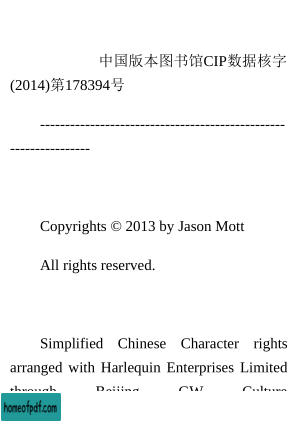 中国版本图书馆CIP数据核字
(2014)第178394号
-------------------------------------------------
----------------
Copyrights © 2013 by Jason Mott
All rights reserved.
Simplified Chinese Character rights
arranged with Harlequin Enterprises Limited
through Beijing GW Culture
homeofpdf.com